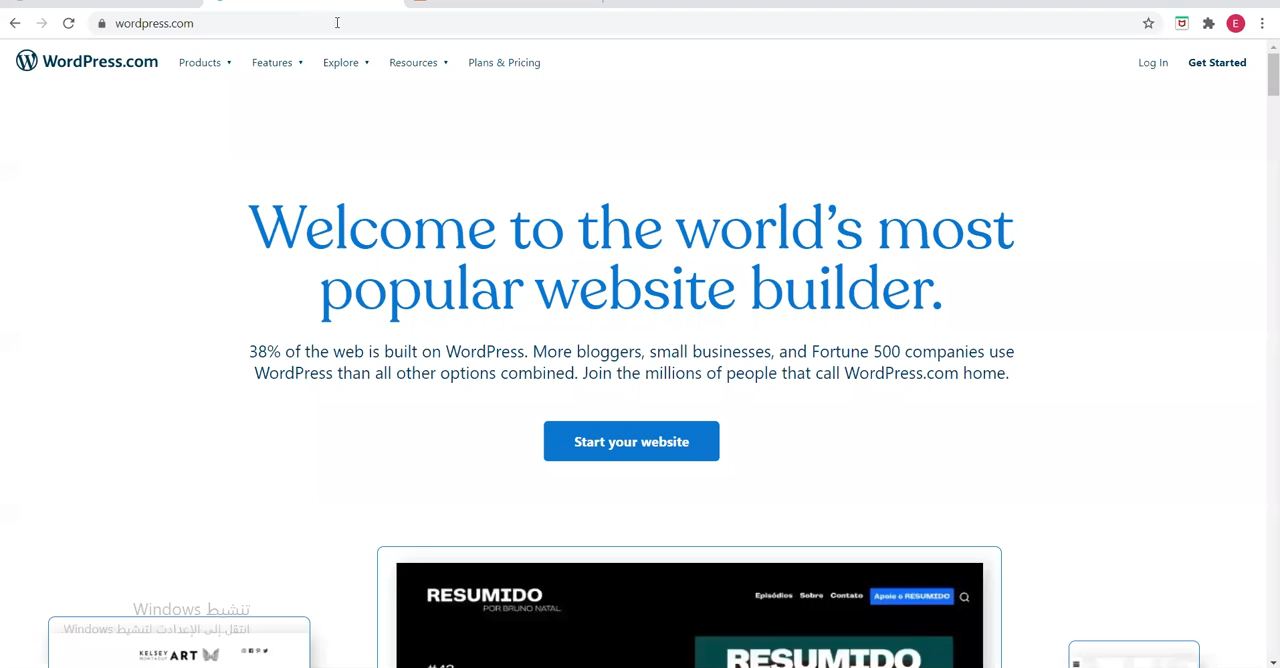 wordpress.com
E
WordPress.com Products Features Explore Resources Plans & Pricing Log In Get Started
Welcome to the world's most
popular website builder.
38% of the web is built on WordPress. More bloggers, small businesses, and Fortune 500 companies use
WordPress than all other options combined. Join the millions of people that call WordPress.com home.
Start your website
RESUMIDO
POR BRUNO NATAL
Episódios Sobre Contato Apoie o RESUMIDO
تنشيط Windows
انتقل إلى الإعدادات لتنشيط Windows
KELSEY
MONTAGUE
ART
RESUMIDO